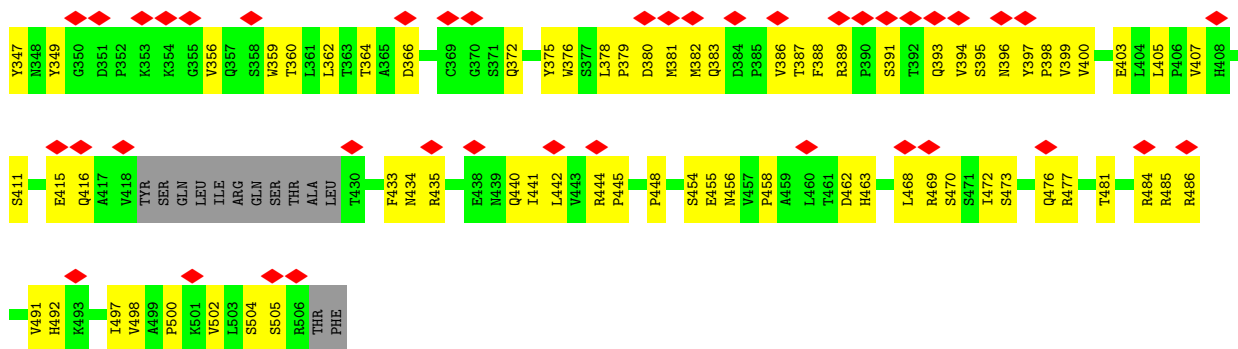 Y347 N348 Y349 G350 D351 P352 K353 K354 G355 V356 Q357 S358 W359 T360 L361 L362 T363 T364 A365 D366 C369 G370 S371 Q372 Y375 W376 S377 L378 P379 D380 M381 M382 Q383 D384 P385 V386 T387 F388 R389 P390 S391 T392 Q393 V394 S395 N396 Y397 P398 V399 V400 E403 L404 L405 P406 V407 H408
S411 E415 Q416 A417 V418 TYR SER GLN LEU ILE ARG GLN SER THR ALA LEU T430 F433 N434 R435 E438 N439 Q440 I441 L442 V443 R444 P445 P448 S454 E455 N456 V457 P458 A459 L460 T461 D462 H463 L468 R469 S470 S471 I472 S473 Q476 R477 T481 R484 R485 R486
V491 H492 K493 I497 V498 A499 P500 K501 V502 L503 S504 S505 R506 THR PHE